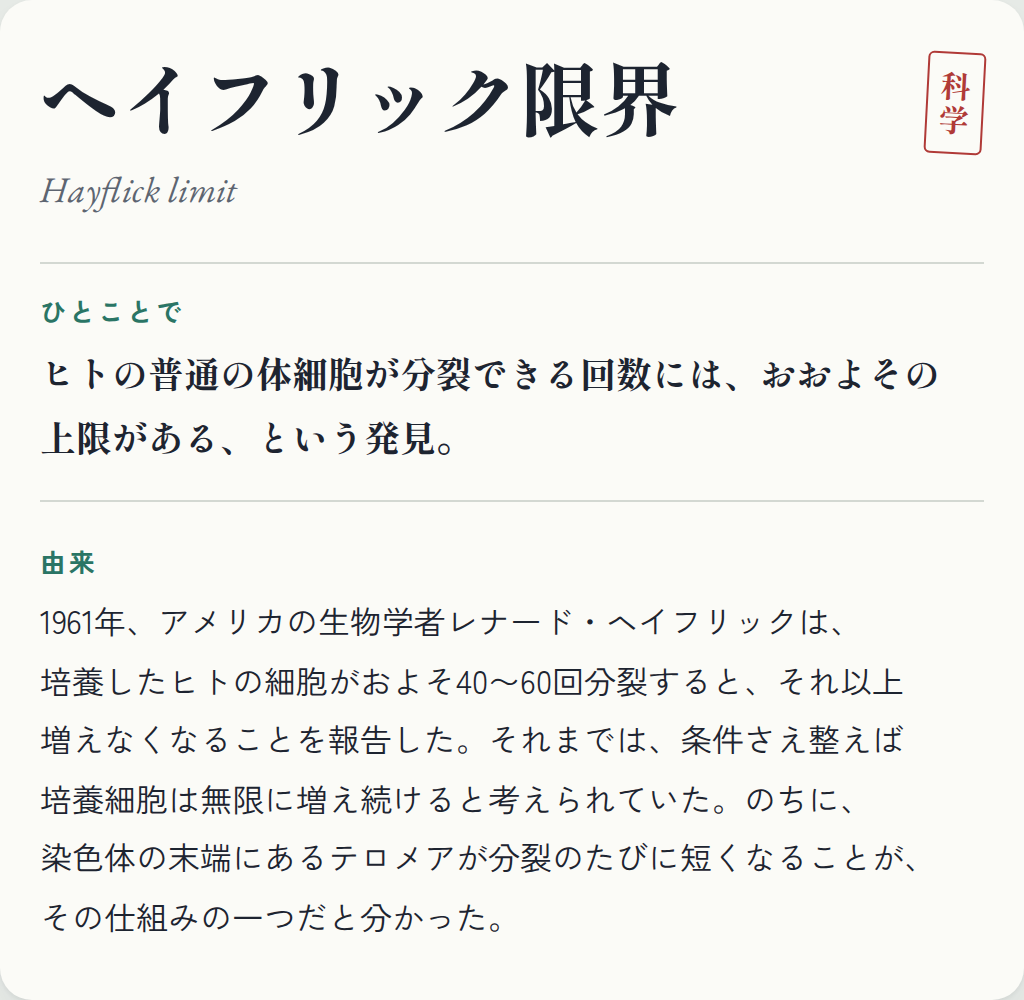 ヘイフリック限界
科学
Hayflick limit
ひとことで
ヒトの普通の体細胞が分裂できる回数には、おおよその
上限がある、という発見。
由来
1961年、アメリカの生物学者レナード・ヘイフリックは、
培養したヒトの細胞がおよそ40〜60回分裂すると、それ以上
増えなくなることを報告した。それまでは、条件さえ整えば
培養細胞は無限に増え続けると考えられていた。のちに、
染色体の末端にあるテロメアが分裂のたびに短くなることが、
その仕組みの一つだと分かった。